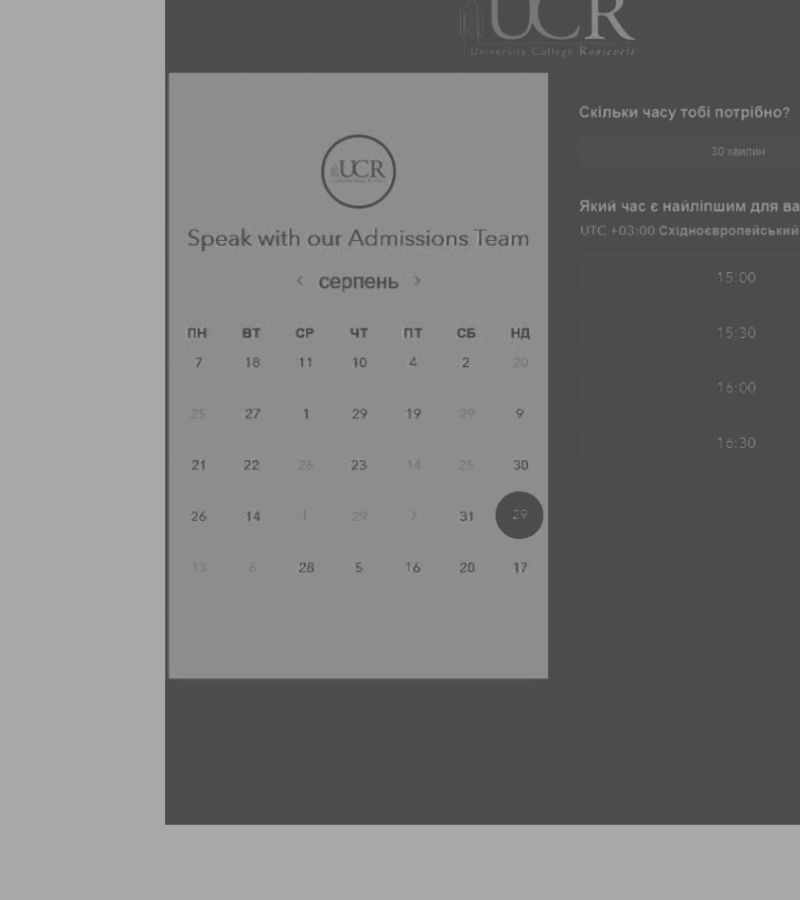 UCR
University College Roosevelt
UCR
Speak with our Admissions Team
‹ серпень ›
ПН ВТ СР ЧТ ПТ СБ НД
7 18 11 10 4 2 20
25 27 1 29 19 29 9
21 22 26 23 14 25 30
26 14 1 29 7 31 29
13 6 28 5 16 20 17
Скільки часу тобі потрібно?
30 хвилин
Який час є найліпшим для ва
UTC +03:00 Східноєвропейський
15:00
15:30
16:00
16:30